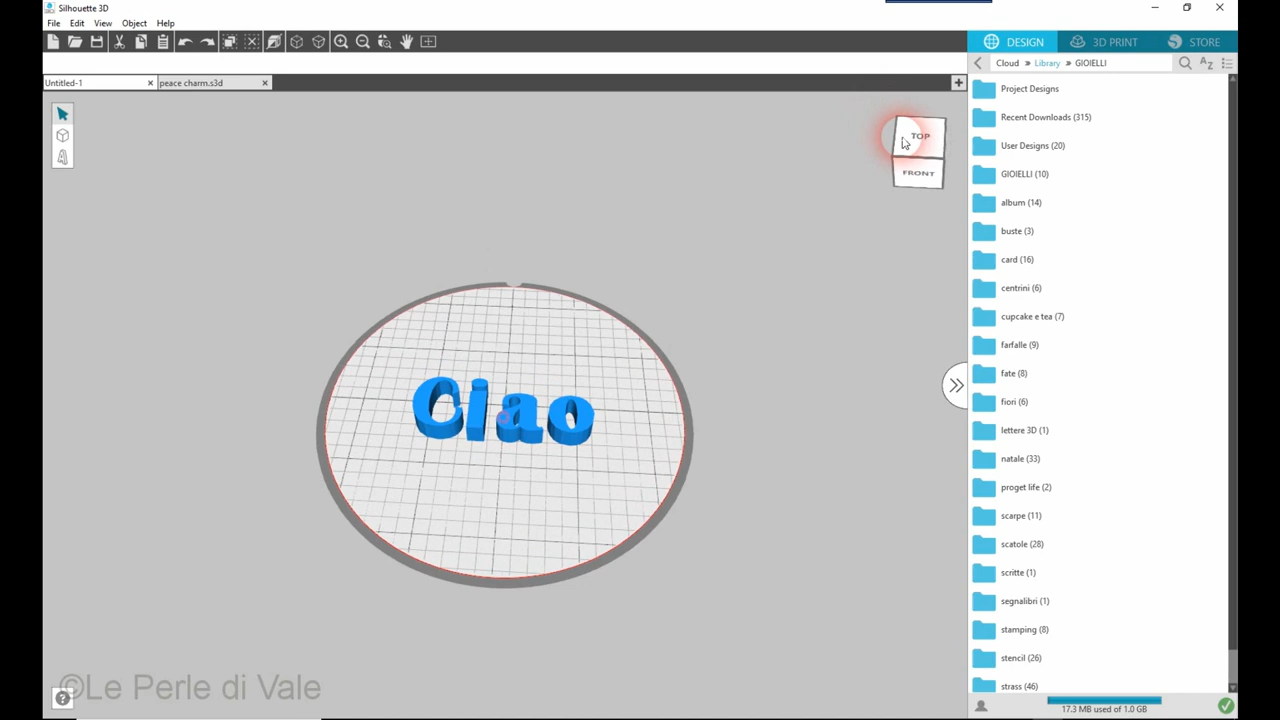 Silhouette 3D
File Edit View Object Help
DESIGN 3D PRINT STORE
Cloud » Library » GIOIELLI
Untitled-1
peace charm.s3d
TOP
FRONT
Ciao
Project Designs
Recent Downloads (315)
User Designs (20)
GIOIELLI (10)
album (14)
buste (3)
card (16)
centrini (6)
cupcake e tea (7)
farfalle (9)
fate (8)
fiori (6)
lettere 3D (1)
natale (33)
proget life (2)
scarpe (11)
scatole (28)
scritte (1)
segnalibri (1)
stamping (8)
stencil (26)
strass (46)
17.3 MB used of 1.0 GB
©Le Perle di Vale